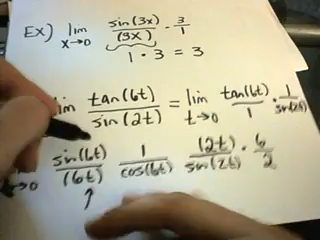 Ex) lim x→0 sin(3x)/(3x) · 3/1
1 · 3 = 3
lim tan(6t)/sin(2t) = lim t→0 tan(6t)/1 · 1/sin(2t)
→0 sin(6t)/(6t) 1/cos(6t) (2t)/sin(2t) · 6/2